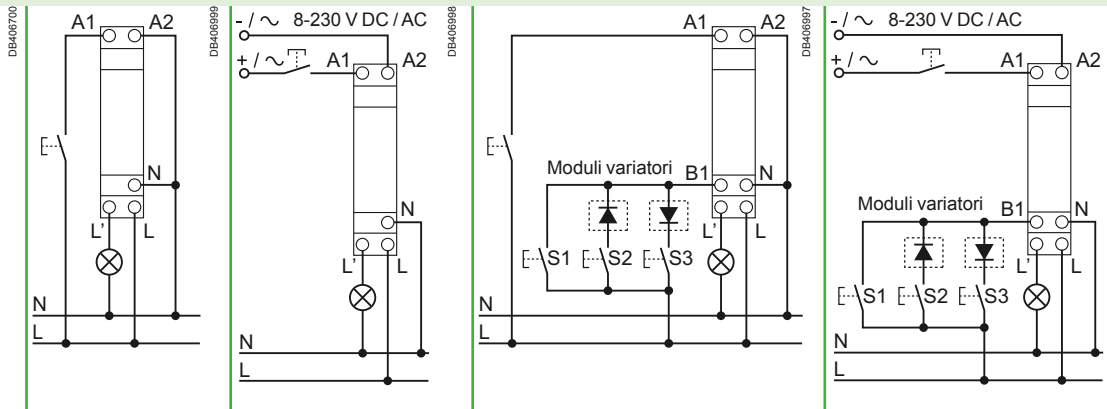 DB406700
A1 A2
N
L' L
N
L
DB406999
- / ∼ 8-230 V DC / AC
+ / ∼ A1 A2
N
L' L
N
L
DB406998
A1 A2
Moduli variatori B1 N
S1 S2 S3 L' L
N
L
DB406997
- / ∼ 8-230 V DC / AC
+ / ∼ A1 A2
Moduli variatori B1 N
L' L
S1 S2 S3
N
L